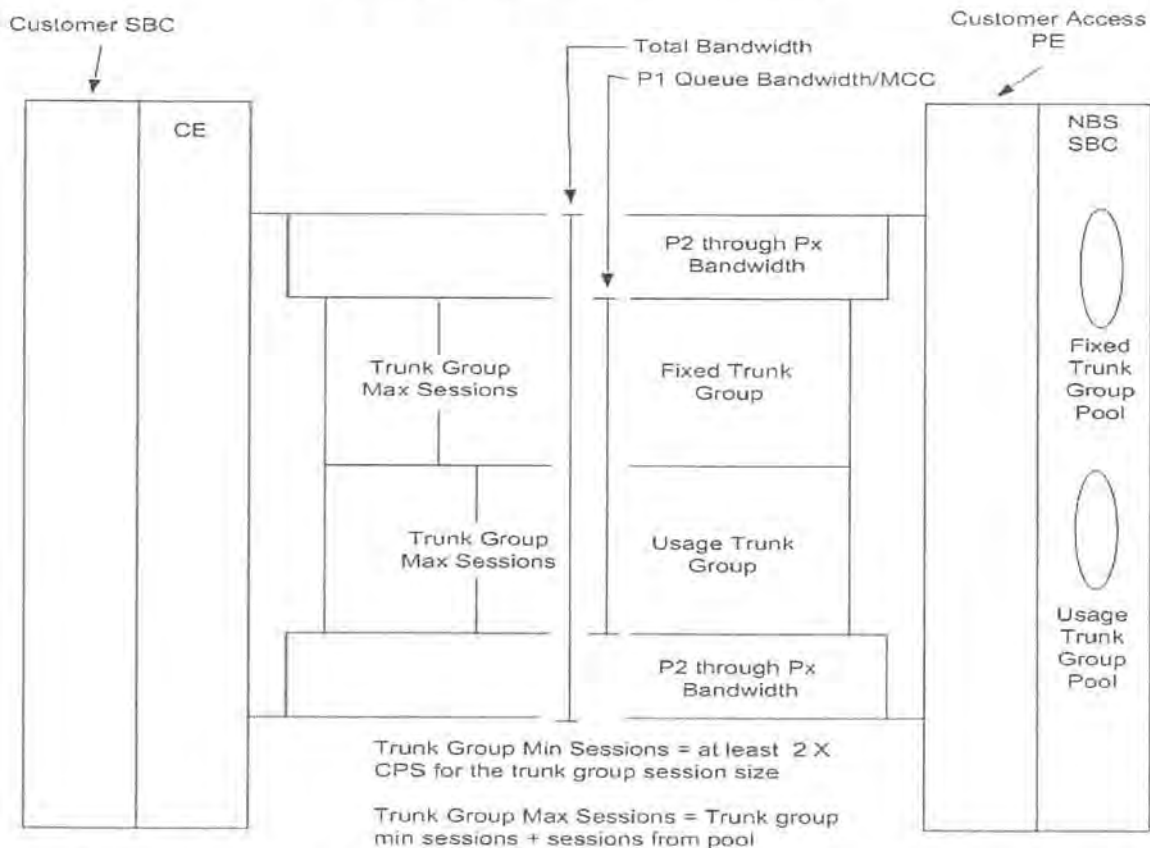 Customer SBC
Customer Access
PE
Total Bandwidth
P1 Queue Bandwidth/MCC
CE
NBS
SBC
P2 through Px
Bandwidth
Trunk Group
Max Sessions
Fixed Trunk
Group
Fixed
Trunk
Group
Pool
Trunk Group
Max Sessions
Usage Trunk
Group
Usage
Trunk
Group
Pool
P2 through Px
Bandwidth
Trunk Group Min Sessions = at least 2 X
CPS for the trunk group session size
Trunk Group Max Sessions = Trunk group
min sessions + sessions from pool